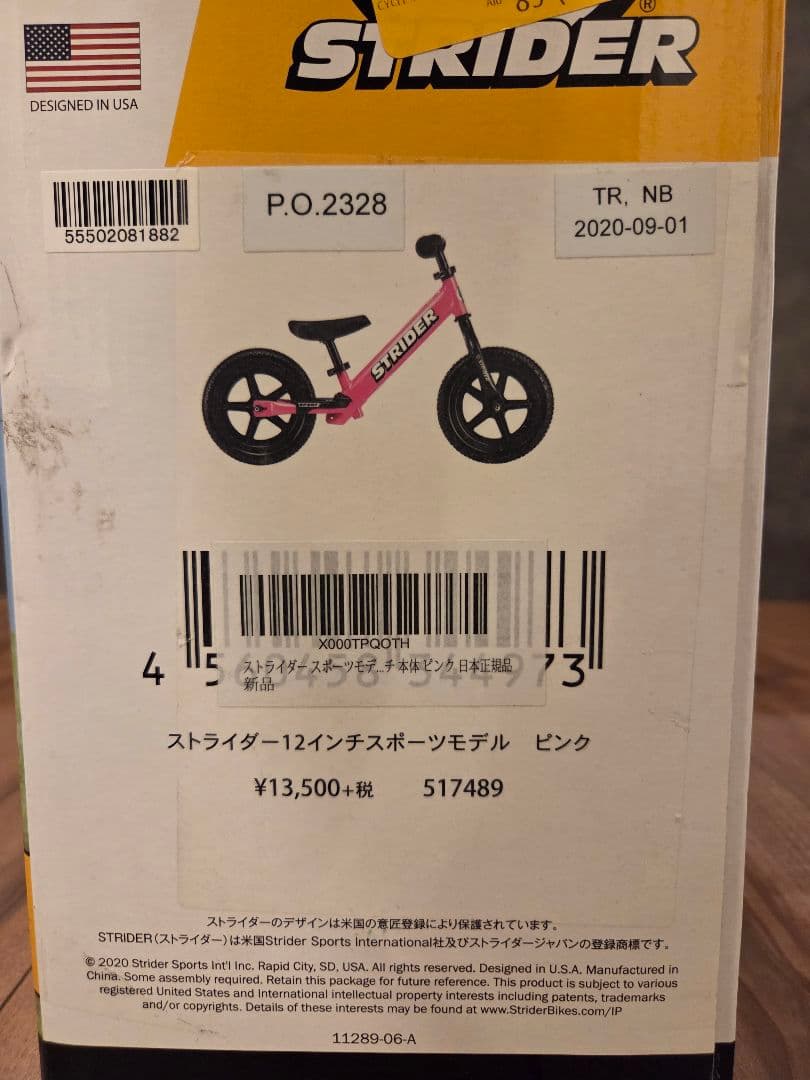 STRIDER
®
DESIGNED IN USA
55502081882
P.O.2328
TR, NB
2020-09-01
STRIDER
X000TPQOTH
ストライダー スポーツモデ...チ 本体 ピンク 日本正規品
新品
4 5 73
ストライダー12インチスポーツモデル ピンク
¥13,500+税 517489
ストライダーのデザインは米国の意匠登録により保護されています。
STRIDER(ストライダー)は米国Strider Sports International社及びストライダージャパンの登録商標です。
© 2020 Strider Sports Int'l Inc. Rapid City, SD, USA. All rights reserved. Designed in U.S.A. Manufactured in
China. Some assembly required. Retain this package for future reference. This product is subject to various
registered United States and International intellectual property interests including patents, trademarks
and/or copyrights. Details of these interests may be found at www.StriderBikes.com/IP
11289-06-A